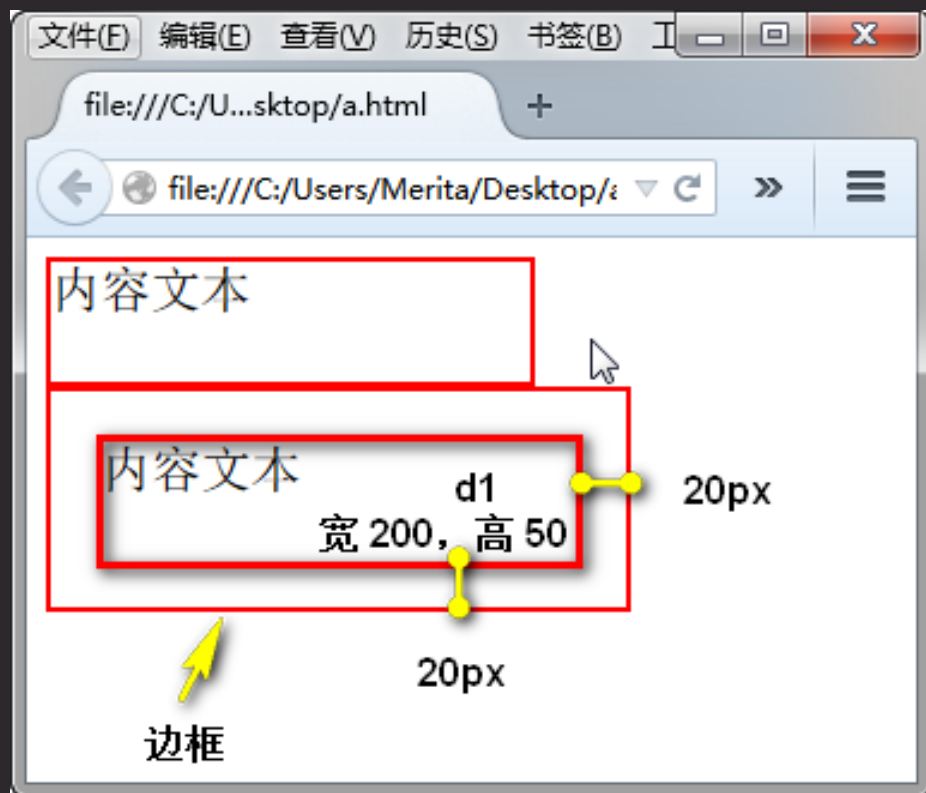 文件(F) 编辑(E) 查看(V) 历史(S) 书签(B) 工
file:///C:/U...sktop/a.html +
file:///C:/Users/Merita/Desktop/a
内容文本
内容文本
d1
宽 200，高 50
20px
20px
边框